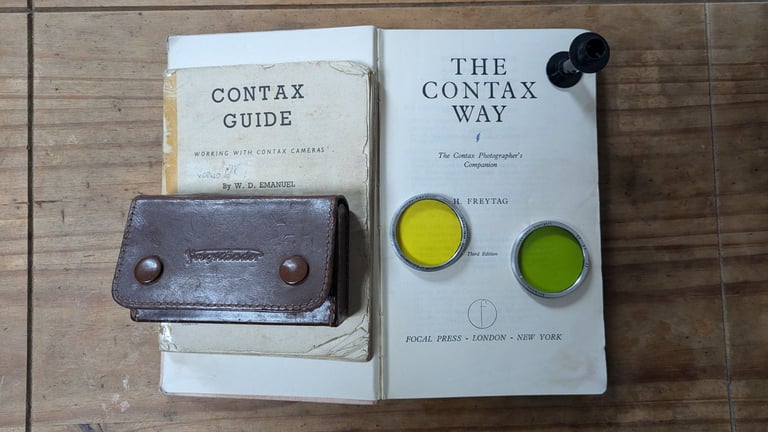 CONTAX
GUIDE
WORKING WITH CONTAX CAMERAS
By W. D. EMANUEL
Voigtländer
THE
CONTAX
WAY
The Contax Photographer's
Companion
H. FREYTAG
Third Edition
f
FOCAL PRESS - LONDON - NEW YORK